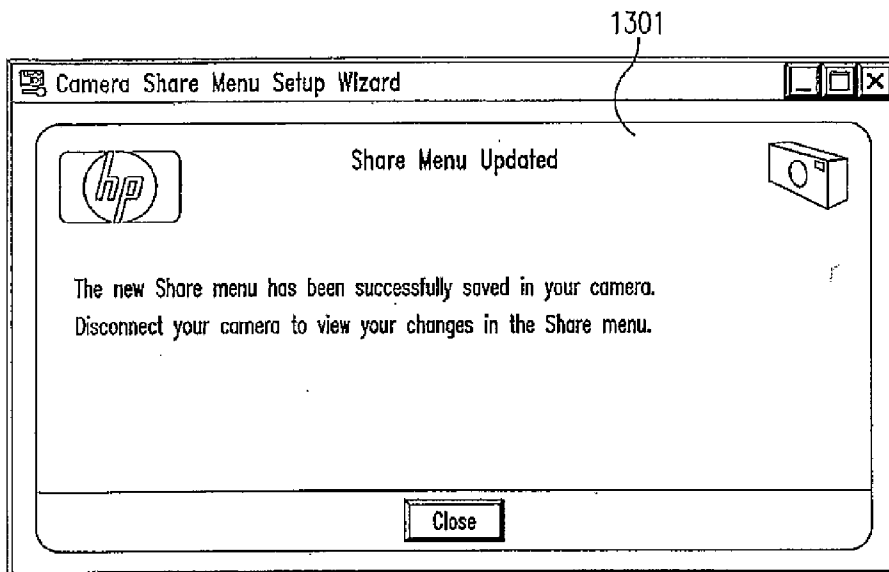 1301
Camera Share Menu Setup Wizard
hp
Share Menu Updated
The new Share menu has been successfully saved in your camera.
Disconnect your camera to view your changes in the Share menu.
Close